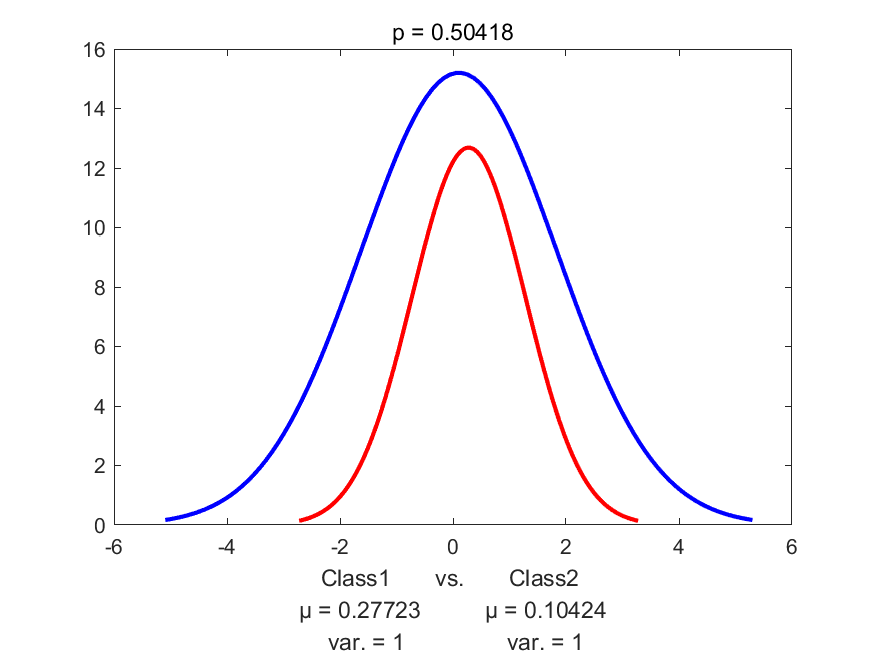 p = 0.50418
16
14
12
10
8
6
4
2
0
-6 -4 -2 0 2 4 6
Class1 vs. Class2
μ = 0.27723 μ = 0.10424
var. = 1 var. = 1